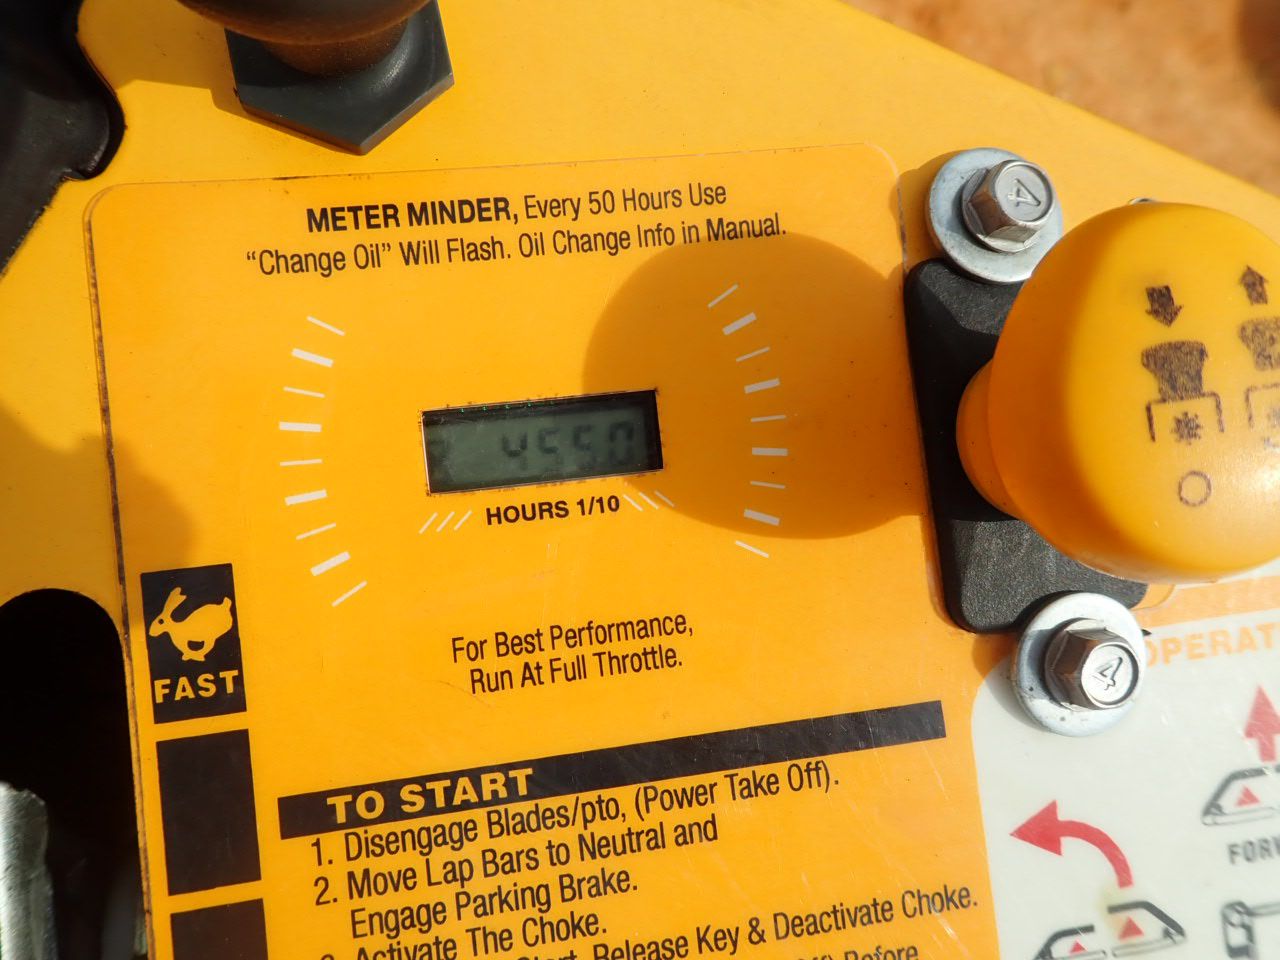 METER MINDER, Every 50 Hours Use
"Change Oil" Will Flash. Oil Change Info in Manual.
4550
HOURS 1/10
For Best Performance,
Run At Full Throttle.
FAST
TO START
1. Disengage Blades/pto, (Power Take Off).
2. Move Lap Bars to Neutral and
Engage Parking Brake.
Activate The Choke.
Release Key & Deactivate Choke.
Before
4
4
OPERAT
FORW